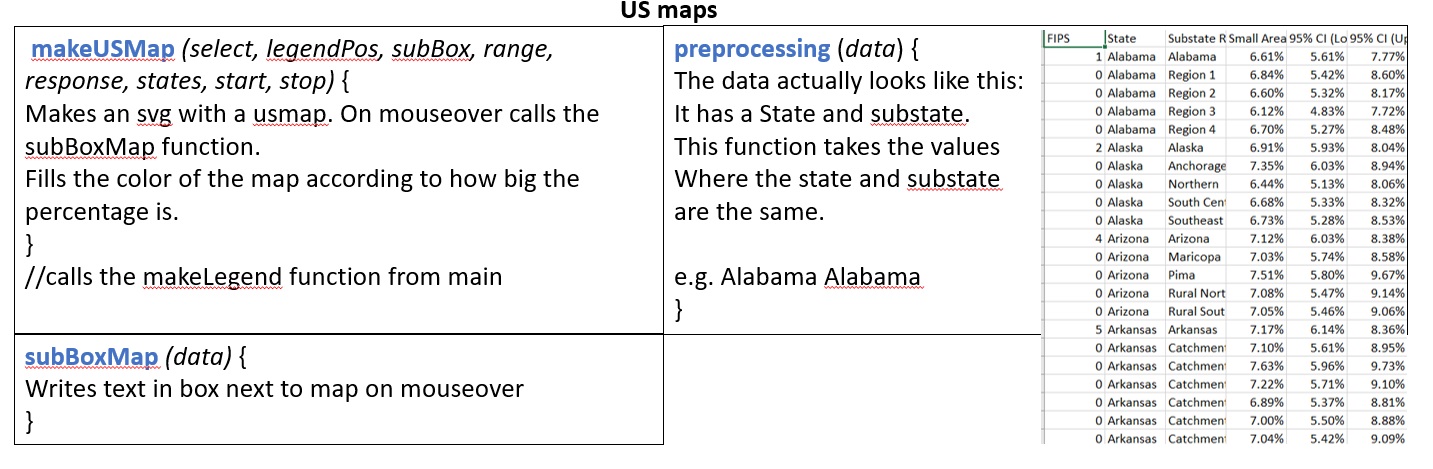 US maps
makeUSMap (select, legendPos, subBox, range,
response, states, start, stop) {
Makes an svg with a usmap. On mouseover calls the
subBoxMap function.
Fills the color of the map according to how big the
percentage is.
}
//calls the makeLegend function from main
subBoxMap (data) {
Writes text in box next to map on mouseover
}
preprocessing (data) {
The data actually looks like this:
It has a State and substate.
This function takes the values
Where the state and substate
are the same.
e.g. Alabama Alabama
}
FIPS State Substate R Small Area 95% CI (Lo 95% CI (Up
1 Alabama Alabama 6.61% 5.61% 7.77%
0 Alabama Region 1 6.84% 5.42% 8.60%
0 Alabama Region 2 6.60% 5.32% 8.17%
0 Alabama Region 3 6.12% 4.83% 7.72%
0 Alabama Region 4 6.70% 5.27% 8.48%
2 Alaska Alaska 6.91% 5.93% 8.04%
0 Alaska Anchorage 7.35% 6.03% 8.94%
0 Alaska Northern 6.44% 5.13% 8.06%
0 Alaska South Cen 6.68% 5.33% 8.32%
0 Alaska Southeast 6.73% 5.28% 8.53%
4 Arizona Arizona 7.12% 6.03% 8.38%
0 Arizona Maricopa 7.03% 5.74% 8.58%
0 Arizona Pima 7.51% 5.80% 9.67%
0 Arizona Rural Nort 7.08% 5.47% 9.14%
0 Arizona Rural Sout 7.05% 5.46% 9.06%
5 Arkansas Arkansas 7.17% 6.14% 8.36%
0 Arkansas Catchmen 7.10% 5.61% 8.95%
0 Arkansas Catchmen 7.63% 5.96% 9.73%
0 Arkansas Catchmen 7.22% 5.71% 9.10%
0 Arkansas Catchmen 6.89% 5.37% 8.81%
0 Arkansas Catchmen 7.00% 5.50% 8.88%
0 Arkansas Catchmen 7.04% 5.42% 9.09%